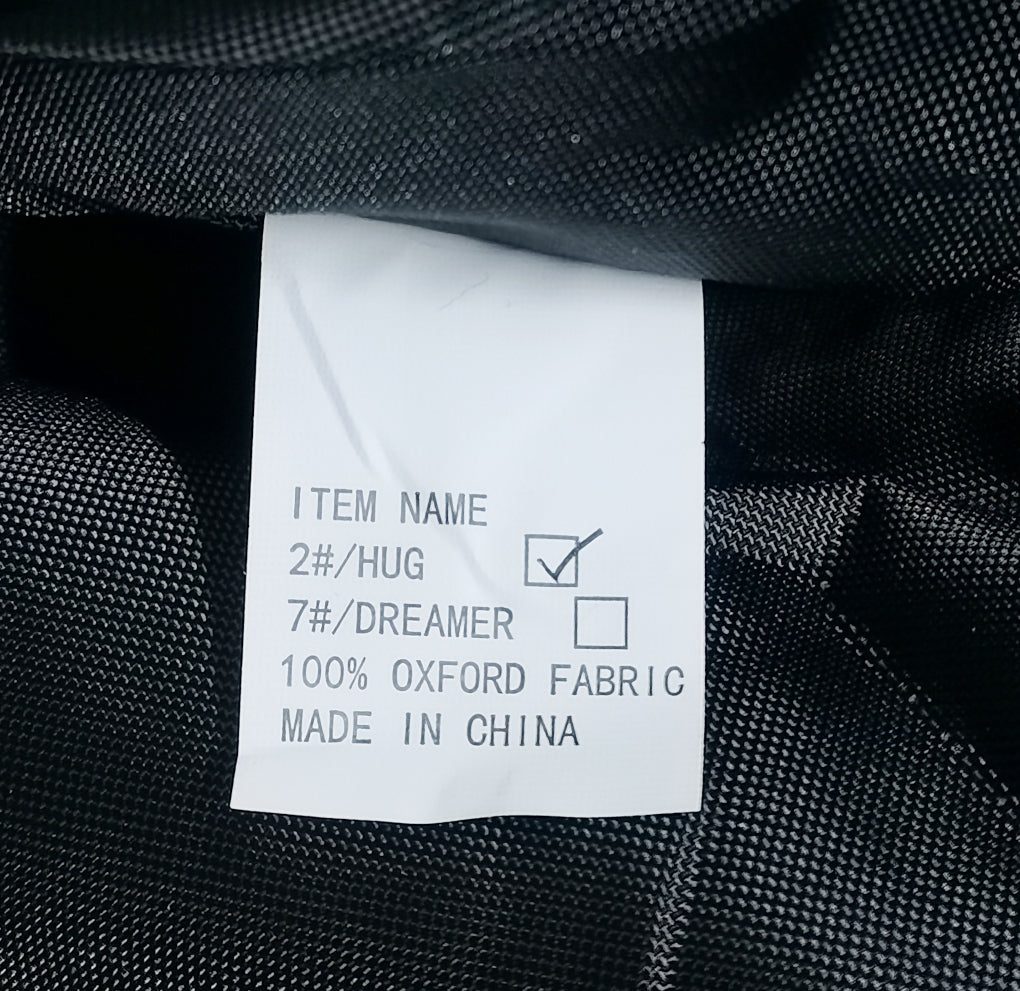 ITEM NAME
2#/HUG ☑
7#/DREAMER ☐
100% OXFORD FABRIC
MADE IN CHINA